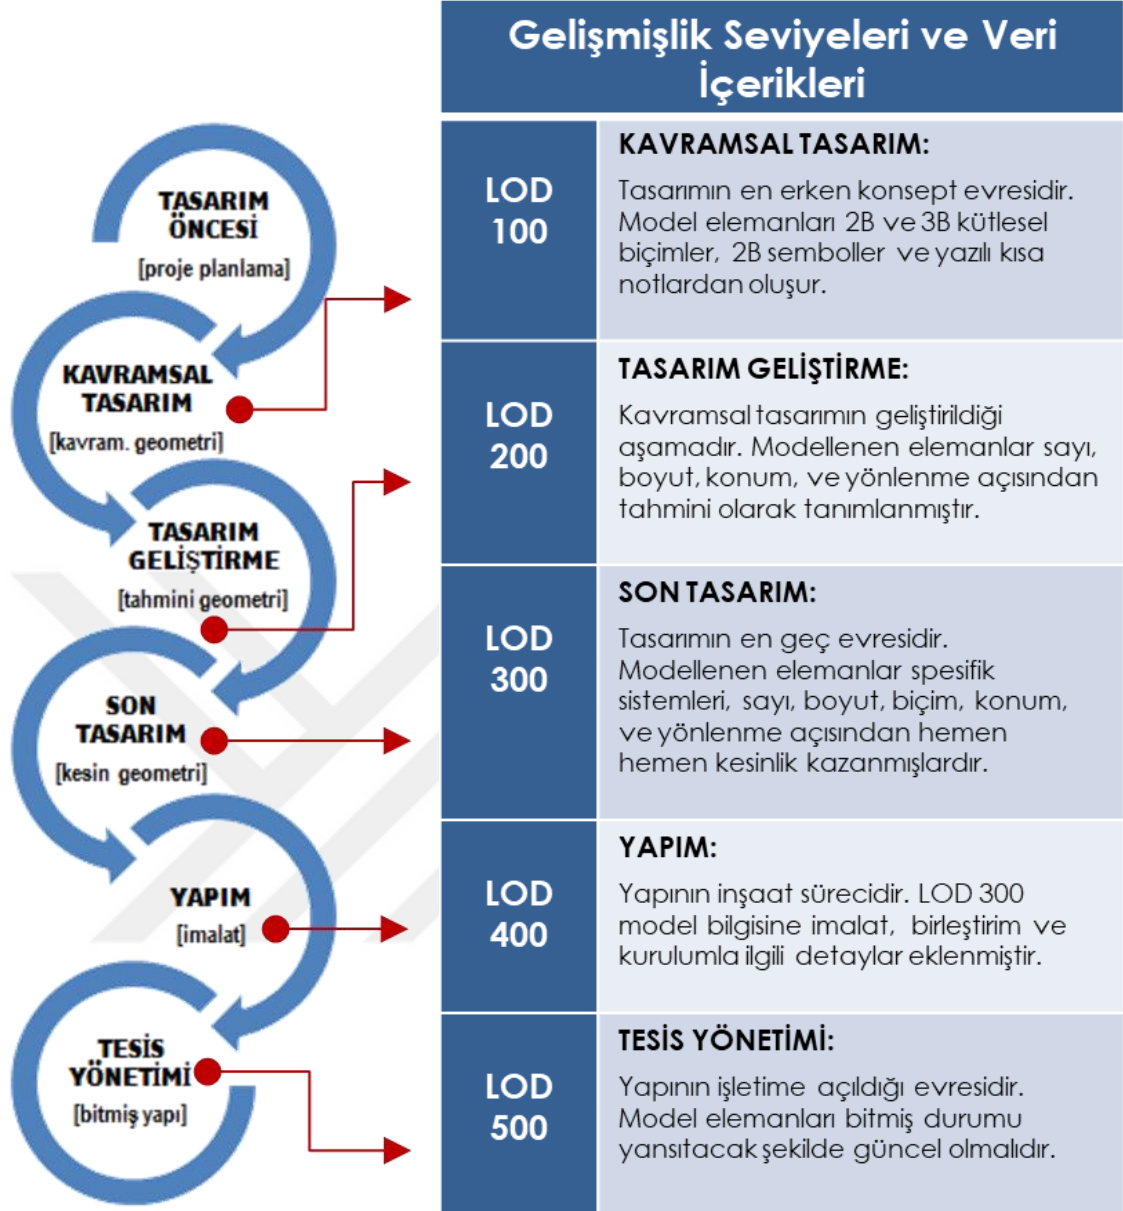 Gelişmişlik Seviyeleri ve Veri
İçerikleri
TASARIM
ÖNCESİ
[proje planlama]
KAVRAMSAL
TASARIM
[kavram. geometri]
TASARIM
GELİŞTİRME
[tahmini geometri]
SON
TASARIM
[kesin geometri]
YAPIM
[imalat]
TESİS
YÖNETİMİ
[bitmiş yapı]
LOD
100
KAVRAMSAL TASARIM:
Tasarımın en erken konsept evresidir.
Model elemanları 2B ve 3B kütlesel
biçimler, 2B semboller ve yazılı kısa
notlardan oluşur.
LOD
200
TASARIM GELİŞTİRME:
Kavramsal tasarımın geliştirildiği
aşamadır. Modellenen elemanlar sayı,
boyut, konum, ve yönlenme açısından
tahmini olarak tanımlanmıştır.
LOD
300
SON TASARIM:
Tasarımın en geç evresidir.
Modellenen elemanlar spesifik
sistemleri, sayı, boyut, biçim, konum,
ve yönlenme açısından hemen
hemen kesinlik kazanmışlardır.
LOD
400
YAPIM:
Yapının inşaat sürecidir. LOD 300
model bilgisine imalat, birleştirim ve
kurulumla ilgili detaylar eklenmiştir.
LOD
500
TESİS YÖNETİMİ:
Yapının işletime açıldığı evresidir.
Model elemanları bitmiş durumu
yansıtacak şekilde güncel olmalıdır.